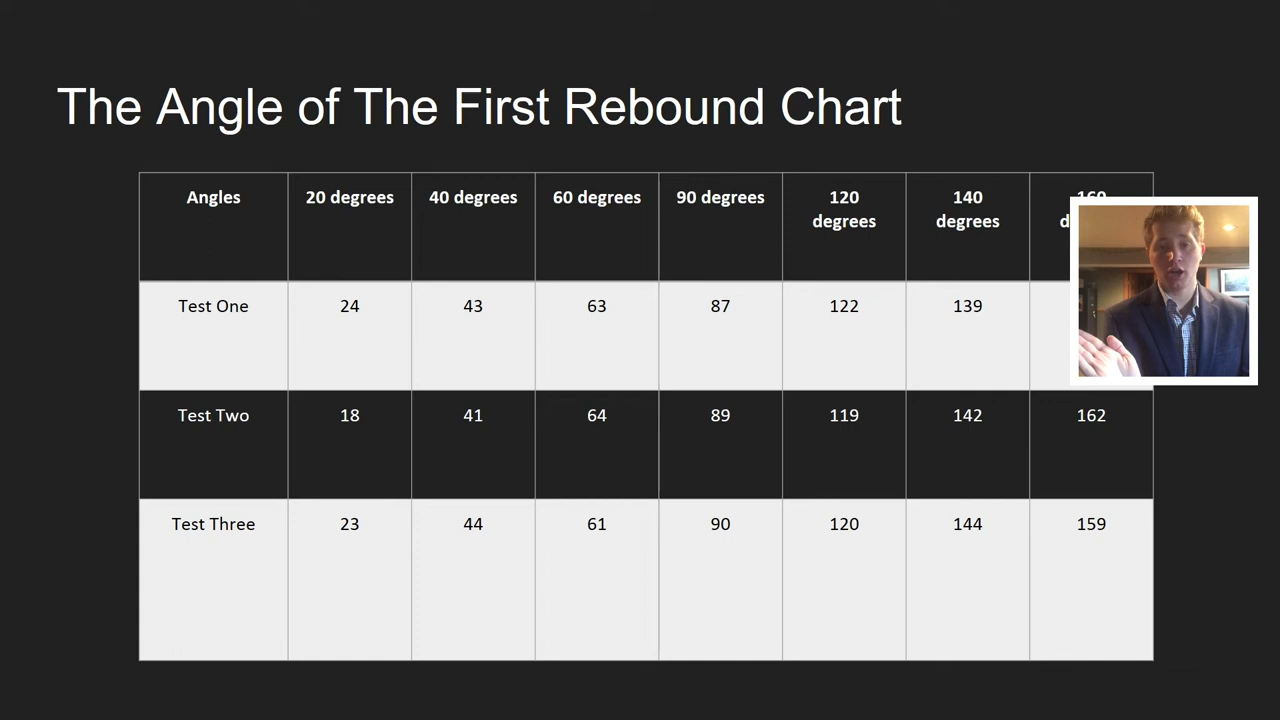 The Angle of The First Rebound Chart
Angles 20 degrees 40 degrees 60 degrees 90 degrees 120 degrees 140 degrees
Test One 24 43 63 87 122 139
Test Two 18 41 64 89 119 142 162
Test Three 23 44 61 90 120 144 159